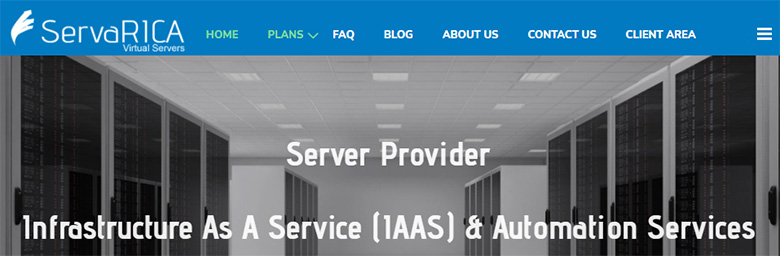 ServaRICA
Virtual Servers
HOME PLANS FAQ BLOG ABOUT US CONTACT US CLIENT AREA
Server Provider
Infrastructure As A Service (IAAS) & Automation Services